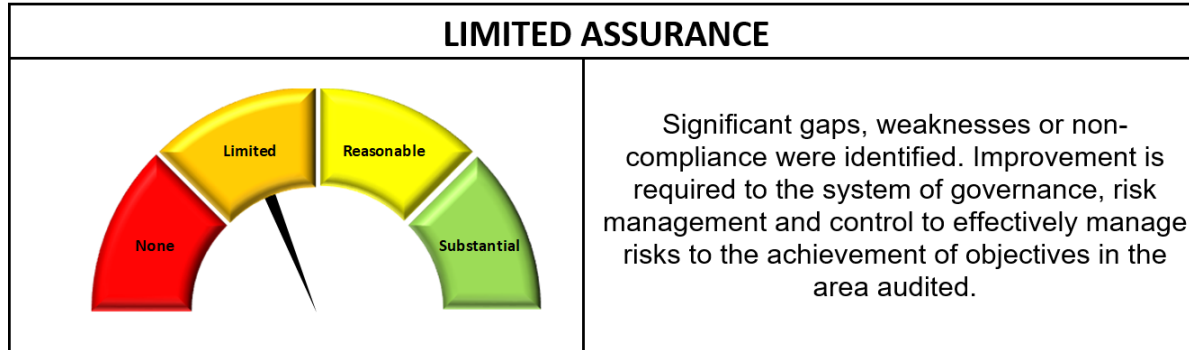 LIMITED ASSURANCE
Limited
Reasonable
None
Substantial
Significant gaps, weaknesses or non-
compliance were identified. Improvement is
required to the system of governance, risk
management and control to effectively manage
risks to the achievement of objectives in the
area audited.